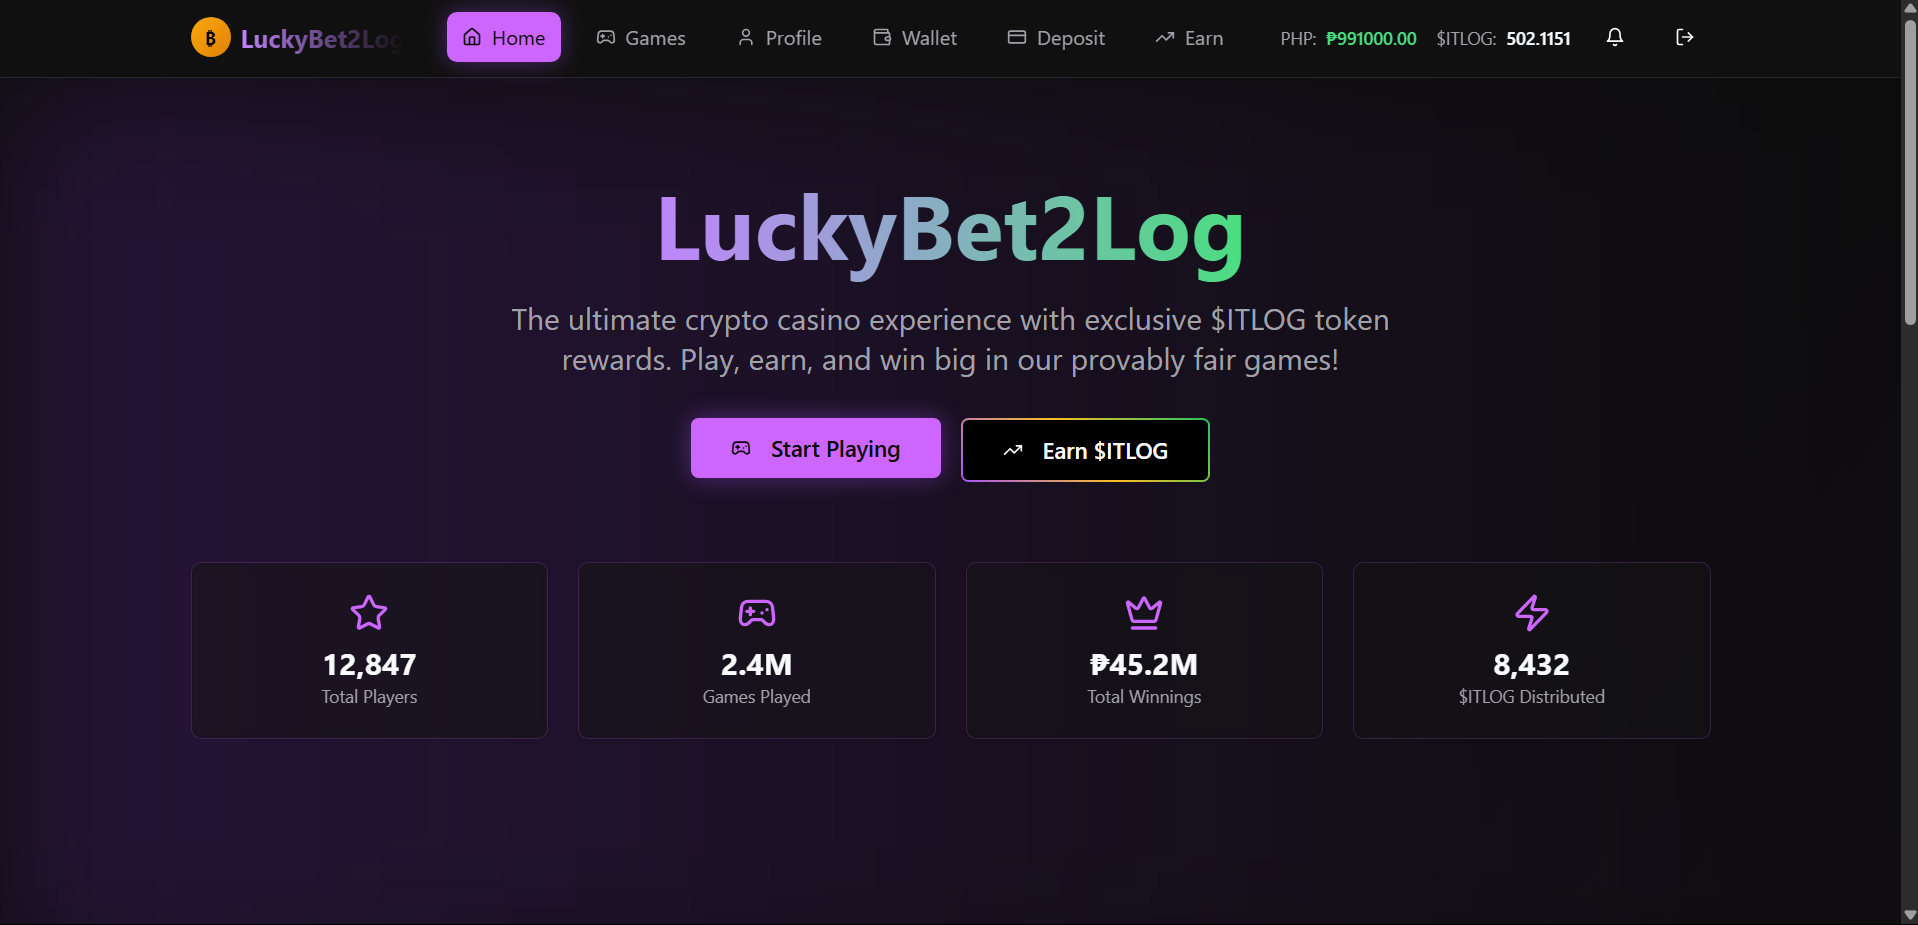 LuckyBet2Log
Home
Games
Profile
Wallet
Deposit
Earn
PHP: ₱991000.00
$ITLOG: 502.1151
LuckyBet2Log
The ultimate crypto casino experience with exclusive $ITLOG token
rewards. Play, earn, and win big in our provably fair games!
Start Playing
Earn $ITLOG
12,847
Total Players
2.4M
Games Played
₱45.2M
Total Winnings
8,432
$ITLOG Distributed